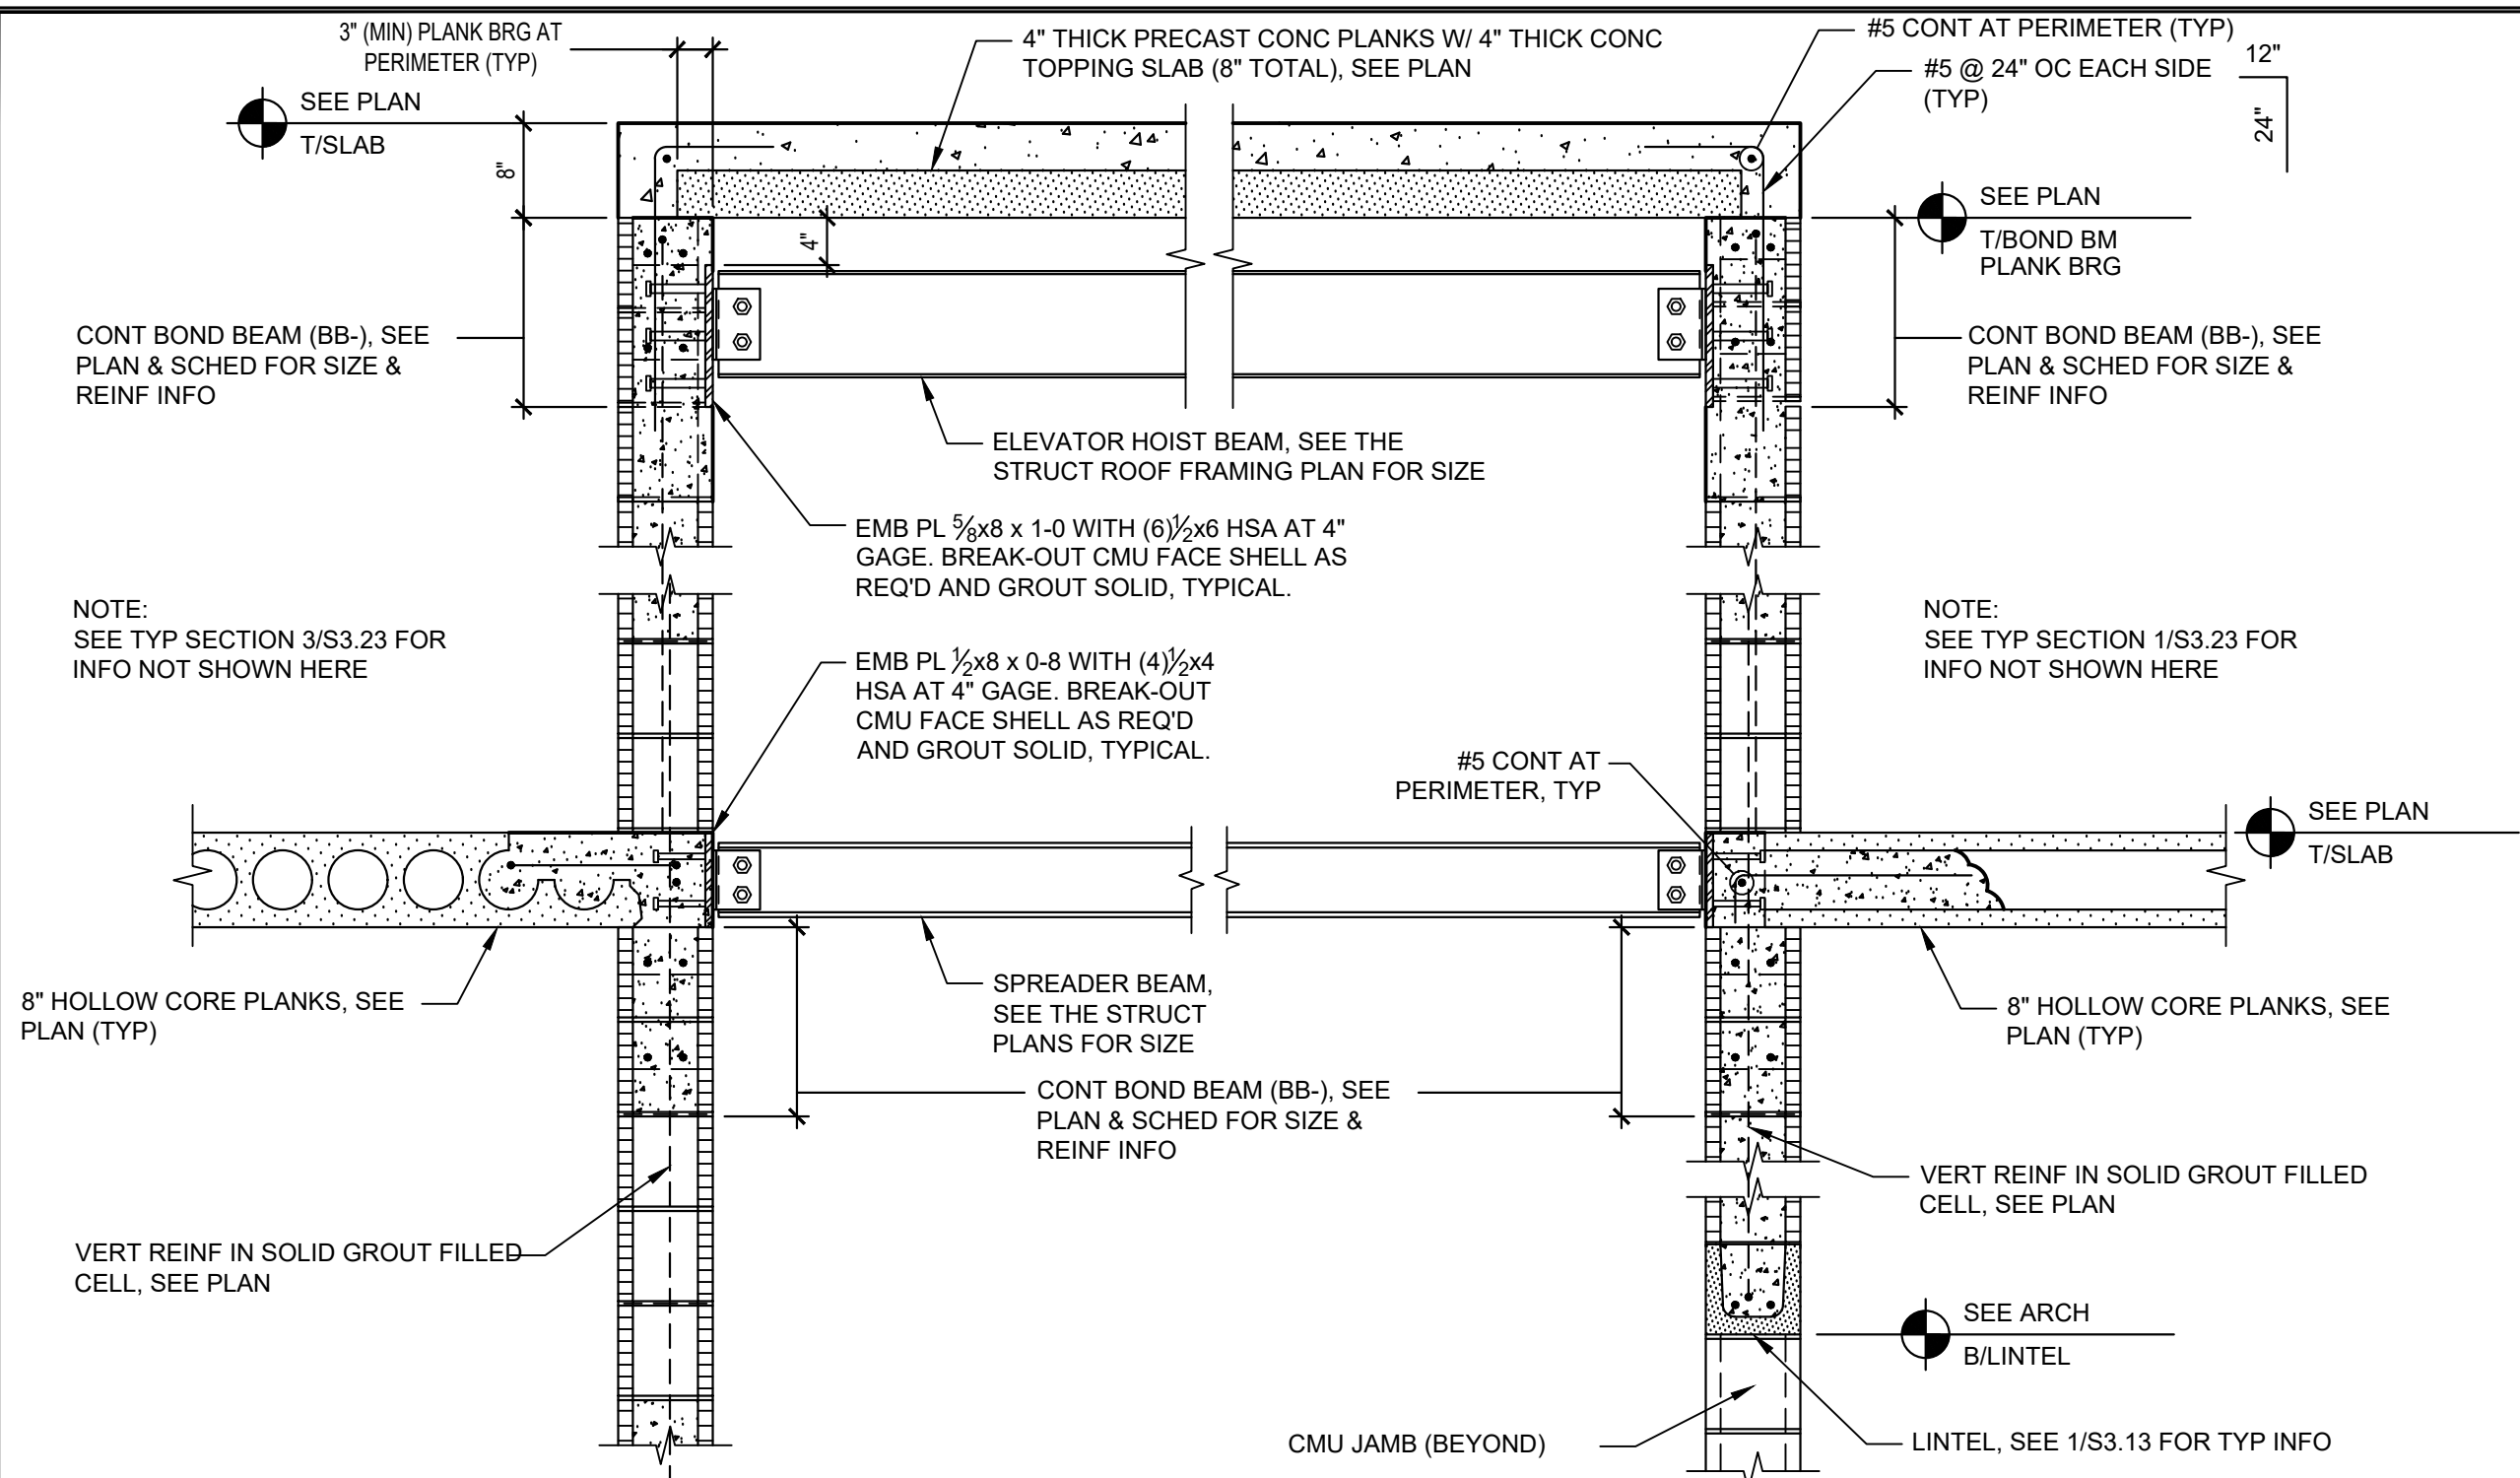 3" (MIN) PLANK BRG AT
PERIMETER (TYP)
4" THICK PRECAST CONC PLANKS W/ 4" THICK CONC
TOPPING SLAB (8" TOTAL), SEE PLAN
#5 CONT AT PERIMETER (TYP)
#5 @ 24" OC EACH SIDE
(TYP)
12"
24"
SEE PLAN
T/SLAB
8"
4"
SEE PLAN
T/BOND BM
PLANK BRG
CONT BOND BEAM (BB-), SEE
PLAN & SCHED FOR SIZE &
REINF INFO
CONT BOND BEAM (BB-), SEE
PLAN & SCHED FOR SIZE &
REINF INFO
ELEVATOR HOIST BEAM, SEE THE
STRUCT ROOF FRAMING PLAN FOR SIZE
EMB PL 5/8x8 x 1-0 WITH (6)1/2x6 HSA AT 4"
GAGE. BREAK-OUT CMU FACE SHELL AS
REQ'D AND GROUT SOLID, TYPICAL.
NOTE:
SEE TYP SECTION 3/S3.23 FOR
INFO NOT SHOWN HERE
NOTE:
SEE TYP SECTION 1/S3.23 FOR
INFO NOT SHOWN HERE
EMB PL 1/2x8 x 0-8 WITH (4)1/2x4
HSA AT 4" GAGE. BREAK-OUT
CMU FACE SHELL AS REQ'D
AND GROUT SOLID, TYPICAL.
#5 CONT AT
PERIMETER, TYP
SEE PLAN
T/SLAB
8" HOLLOW CORE PLANKS, SEE
PLAN (TYP)
SPREADER BEAM,
SEE THE STRUCT
PLANS FOR SIZE
8" HOLLOW CORE PLANKS, SEE
PLAN (TYP)
CONT BOND BEAM (BB-), SEE
PLAN & SCHED FOR SIZE &
REINF INFO
VERT REINF IN SOLID GROUT FILLED
CELL, SEE PLAN
VERT REINF IN SOLID GROUT FILLED
CELL, SEE PLAN
SEE ARCH
B/LINTEL
CMU JAMB (BEYOND)
LINTEL, SEE 1/S3.13 FOR TYP INFO